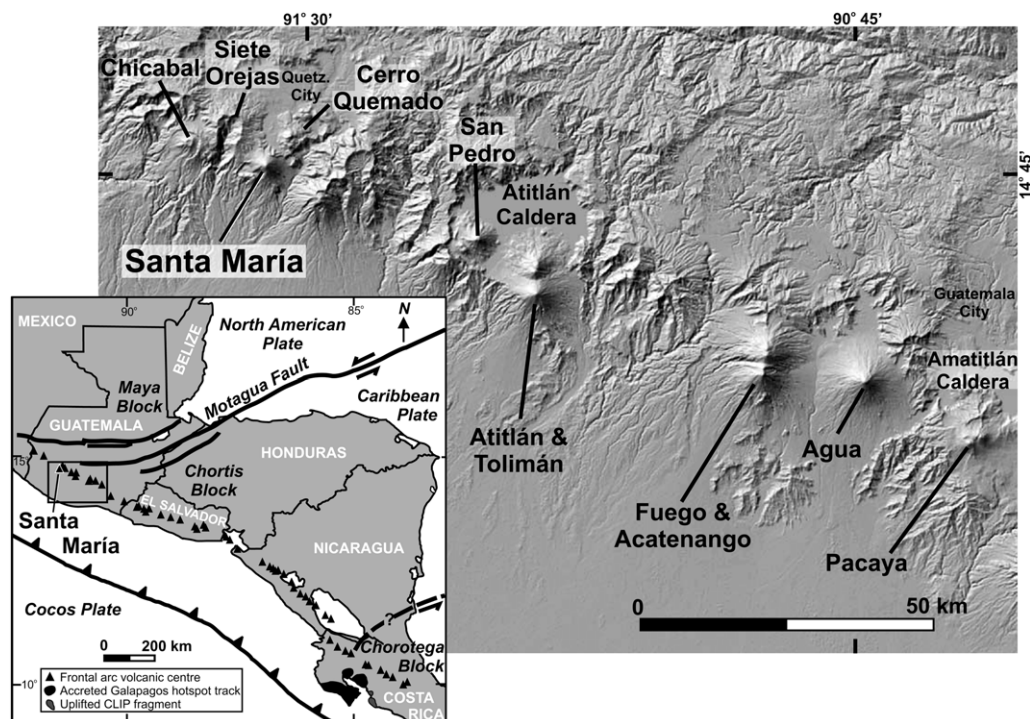 91° 30'
90° 45'
Siete
Orejas
Chicabal
Quetz.
City
Cerro
Quemado
San
Pedro
Atitlán
Caldera
14° 45'
Santa María
Guatemala
City
Amatitlán
Caldera
Atitlán &
Tolimán
Agua
Fuego &
Acatenango
Pacaya
0
50 km
90°
85°
MEXICO
BELIZE
North American
Plate
N
Maya
Block
Motagua Fault
Caribbean
Plate
GUATEMALA
HONDURAS
15°
Chortis
Block
EL SALVADOR
Santa
María
NICARAGUA
Cocos Plate
?
0
200 km
Chorotega
Block
COSTA
RICA
10°
Frontal arc volcanic centre
Accreted Galapagos hotspot track
Uplifted CLIP fragment